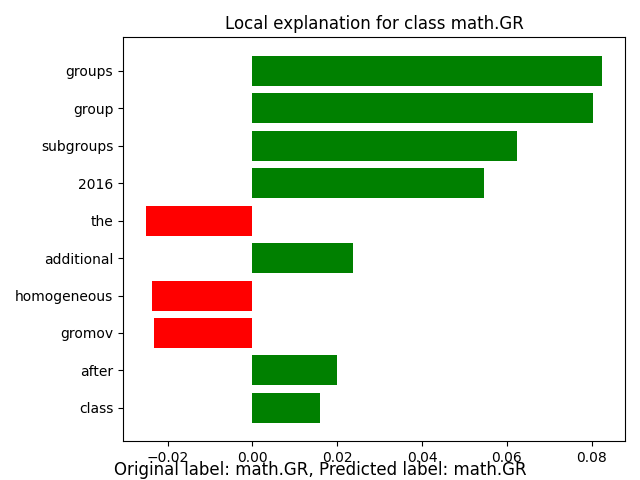 Local explanation for class math.GR
groups
group
subgroups
2016
the
additional
homogeneous
gromov
after
class
−0.02 0.00 0.02 0.04 0.06 0.08
Original label: math.GR, Predicted label: math.GR